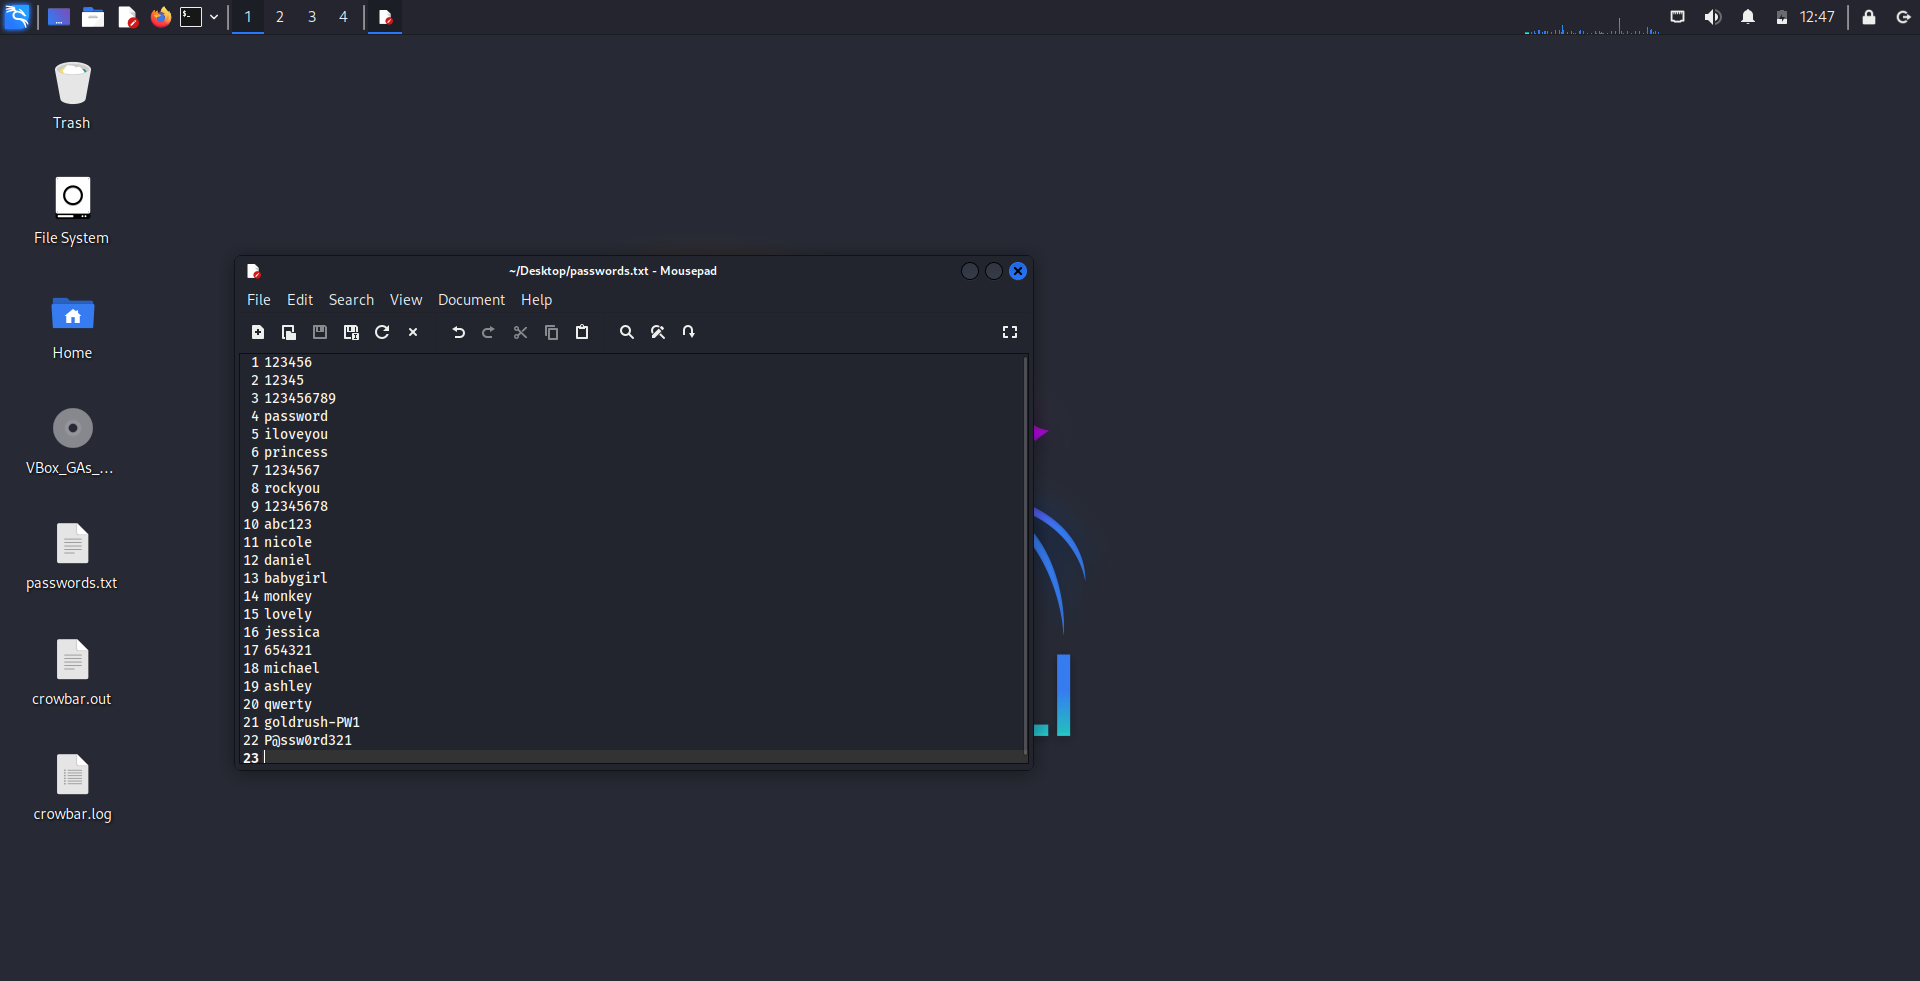 1 2 3 4
12:47
Trash
File System
Home
VBox_GAs_...
passwords.txt
crowbar.out
crowbar.log
~/Desktop/passwords.txt - Mousepad
File Edit Search View Document Help
1 123456
2 12345
3 123456789
4 password
5 iloveyou
6 princess
7 1234567
8 rockyou
9 12345678
10 abc123
11 nicole
12 daniel
13 babygirl
14 monkey
15 lovely
16 jessica
17 654321
18 michael
19 ashley
20 qwerty
21 goldrush-PW1
22 P@ssw0rd321
23